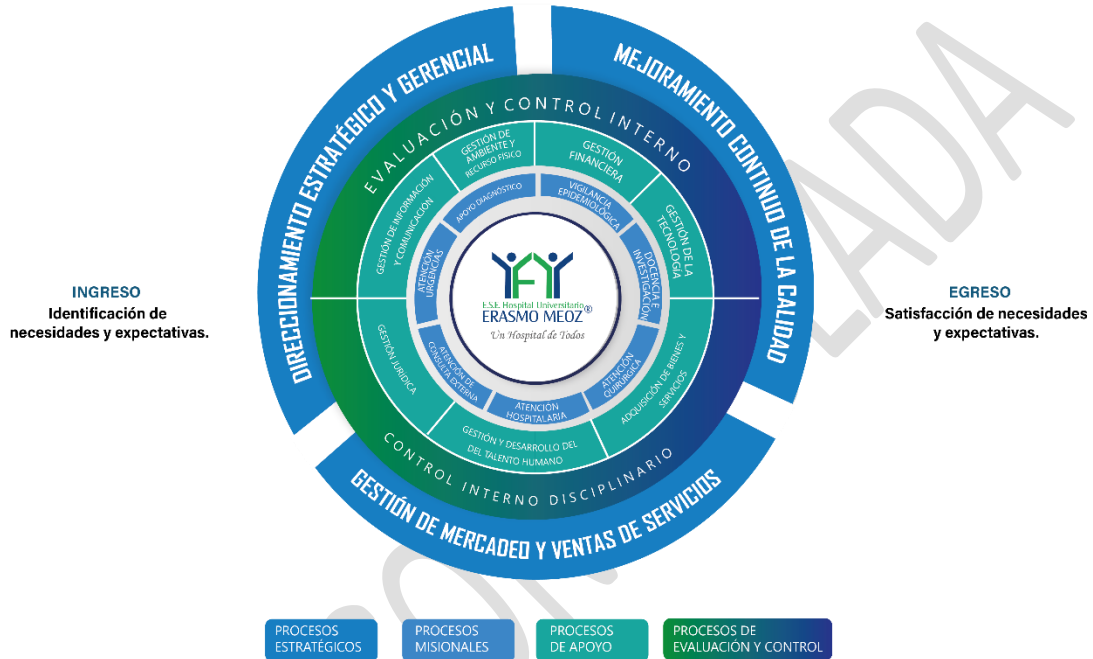 DIRECCIONAMIENTO ESTRATÉGICO Y GERENCIAL
MEJORAMIENTO CONTINUO DE LA CALIDAD
EVALUACIÓN Y CONTROL INTERNO
GESTIÓN DE
AMBIENTE Y
RECURSO FISICO
GESTIÓN
FINANCIERA
GESTIÓN DE INFORMACIÓN
Y COMUNICACION
GESTIÓN DE LA
TECNOLOGÍA
APOYO DIAGNÓSTICO
VIGILANCIA
EPIDEMIOLÓGICA
ATENCIÓN
URGENCIAS
DOCENCIA E
INVESTIGACIÓN
E.S.E. Hospital Universitario
ERASMO MEOZ®
Un Hospital de Todos
INGRESO
Identificación de
necesidades y expectativas.
EGRESO
Satisfacción de necesidades
y expectativas.
GESTIÓN JURÍDICA
ATENCIÓN DE
CONSULTA EXTERNA
ATENCIÓN
HOSPITALARIA
ATENCIÓN
QUIRURGICA
ADQUISICIÓN DE BIENES Y
SERVICIOS
GESTIÓN Y DESARROLLO DEL
DEL TALENTO HUMANO
CONTROL INTERNO DISCIPLINARIO
GESTIÓN DE MERCADEO Y VENTAS DE SERVICIOS
PROCESOS
ESTRATÉGICOS
PROCESOS
MISIONALES
PROCESOS
DE APOYO
PROCESOS DE
EVALUACIÓN Y CONTROL